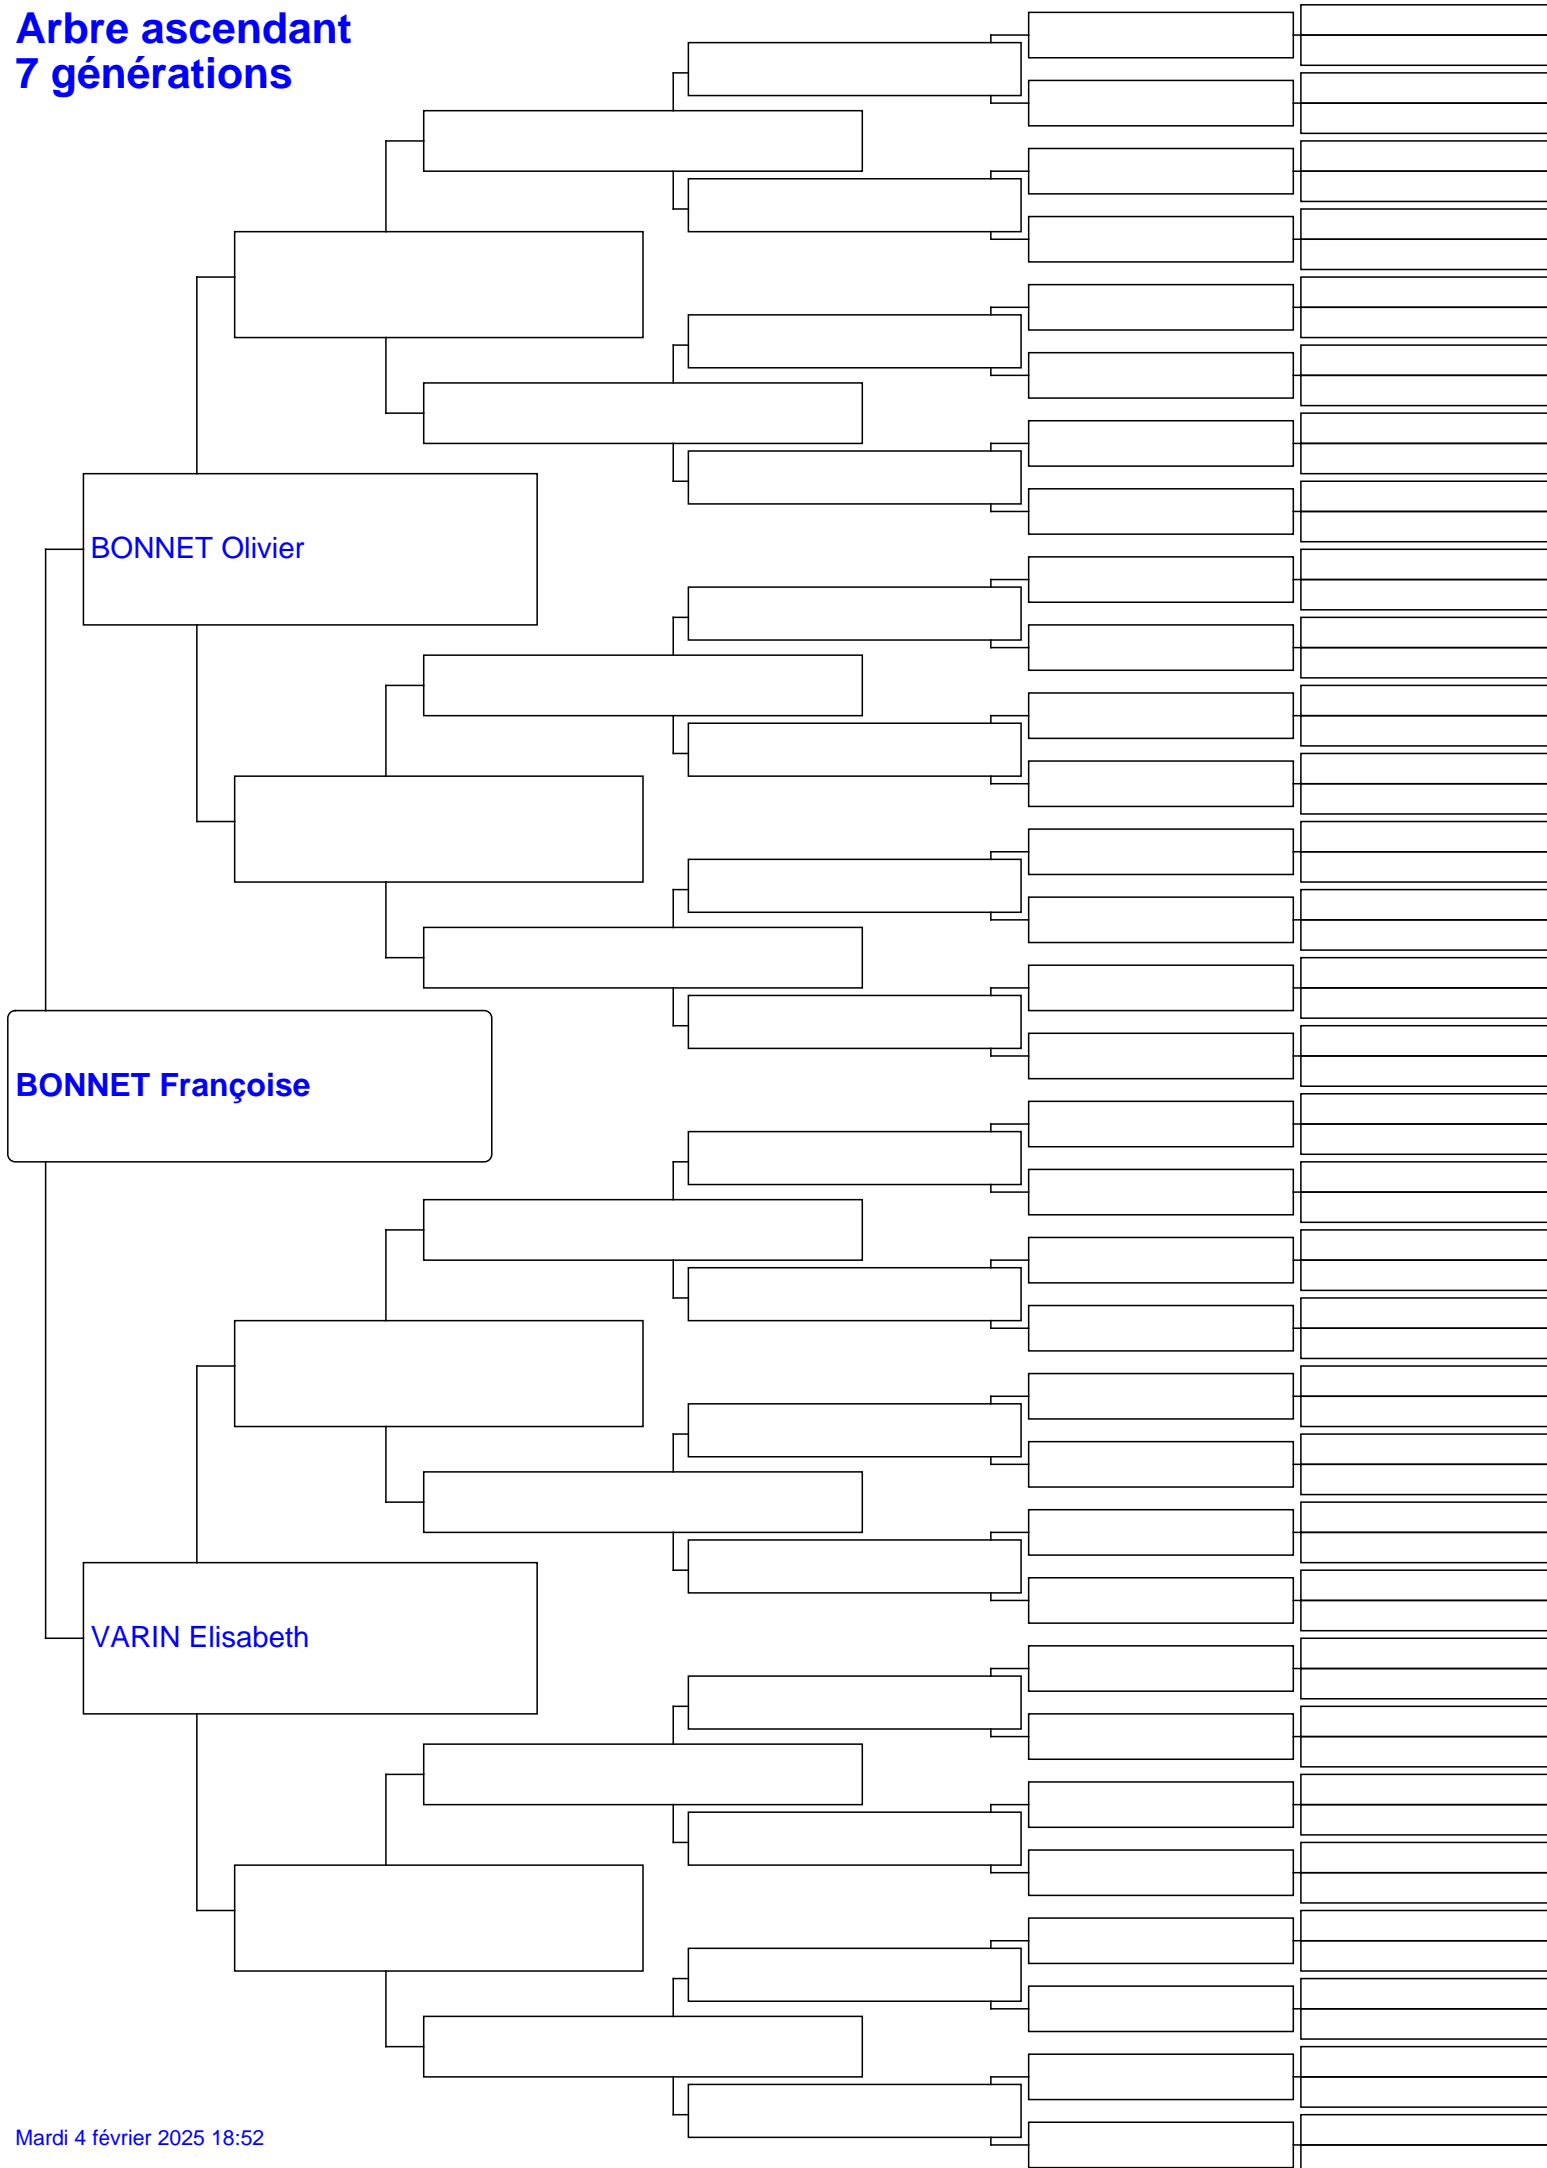 Arbre ascendant
7 générations
BONNET Olivier
BONNET Françoise
VARIN Elisabeth
Mardi 4 février 2025 18:52